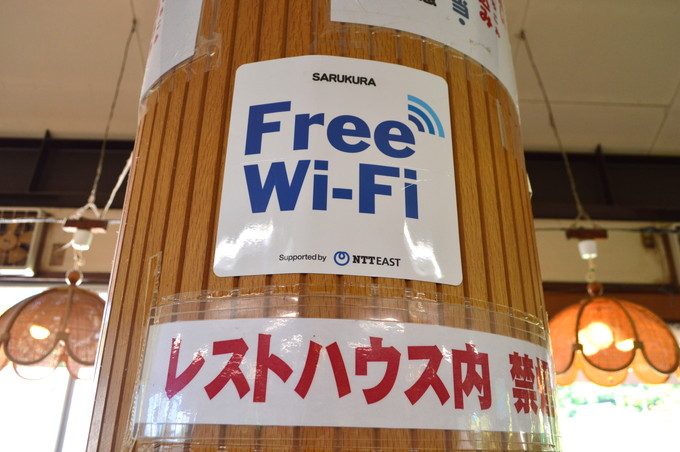 SARUKURA
Free
Wi-Fi
Supported by NTT EAST
レストハウス内 禁